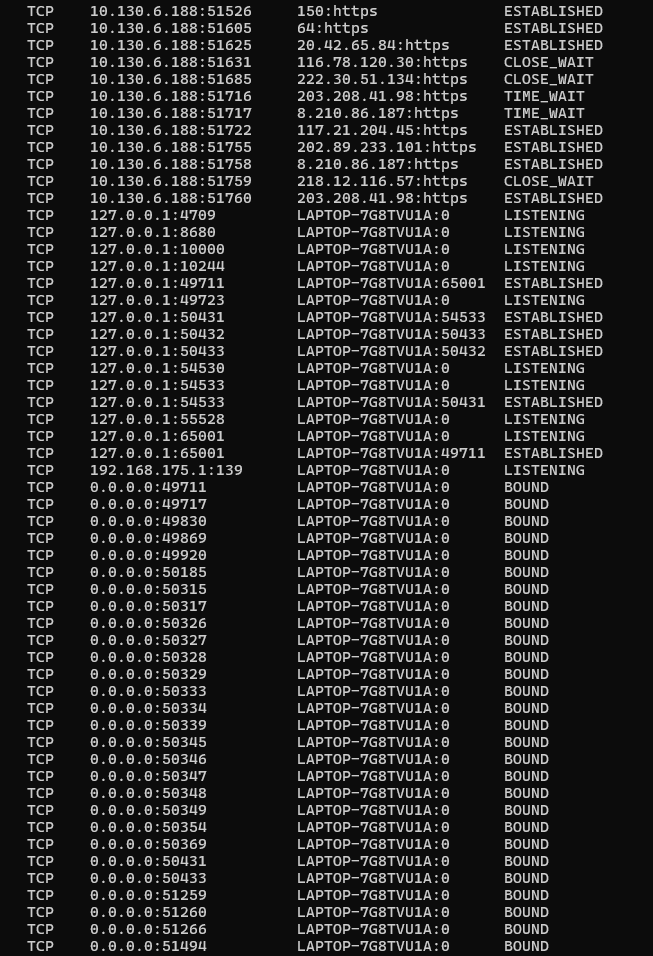 TCP    10.130.6.188:51526     150:https              ESTABLISHED
TCP    10.130.6.188:51605     64:https               ESTABLISHED
TCP    10.130.6.188:51625     20.42.65.84:https      ESTABLISHED
TCP    10.130.6.188:51631     116.78.120.30:https    CLOSE_WAIT
TCP    10.130.6.188:51685     222.30.51.134:https    CLOSE_WAIT
TCP    10.130.6.188:51716     203.208.41.98:https    TIME_WAIT
TCP    10.130.6.188:51717     8.210.86.187:https     TIME_WAIT
TCP    10.130.6.188:51722     117.21.204.45:https    ESTABLISHED
TCP    10.130.6.188:51755     202.89.233.101:https   ESTABLISHED
TCP    10.130.6.188:51758     8.210.86.187:https     ESTABLISHED
TCP    10.130.6.188:51759     218.12.116.57:https    CLOSE_WAIT
TCP    10.130.6.188:51760     203.208.41.98:https    ESTABLISHED
TCP    127.0.0.1:4709         LAPTOP-7G8TVU1A:0      LISTENING
TCP    127.0.0.1:8680         LAPTOP-7G8TVU1A:0      LISTENING
TCP    127.0.0.1:10000        LAPTOP-7G8TVU1A:0      LISTENING
TCP    127.0.0.1:10244        LAPTOP-7G8TVU1A:0      LISTENING
TCP    127.0.0.1:49711        LAPTOP-7G8TVU1A:65001  ESTABLISHED
TCP    127.0.0.1:49723        LAPTOP-7G8TVU1A:0      LISTENING
TCP    127.0.0.1:50431        LAPTOP-7G8TVU1A:54533  ESTABLISHED
TCP    127.0.0.1:50432        LAPTOP-7G8TVU1A:50433  ESTABLISHED
TCP    127.0.0.1:50433        LAPTOP-7G8TVU1A:50432  ESTABLISHED
TCP    127.0.0.1:54530        LAPTOP-7G8TVU1A:0      LISTENING
TCP    127.0.0.1:54533        LAPTOP-7G8TVU1A:0      LISTENING
TCP    127.0.0.1:54533        LAPTOP-7G8TVU1A:50431  ESTABLISHED
TCP    127.0.0.1:55528        LAPTOP-7G8TVU1A:0      LISTENING
TCP    127.0.0.1:65001        LAPTOP-7G8TVU1A:0      LISTENING
TCP    127.0.0.1:65001        LAPTOP-7G8TVU1A:49711  ESTABLISHED
TCP    192.168.175.1:139      LAPTOP-7G8TVU1A:0      LISTENING
TCP    0.0.0.0:49711          LAPTOP-7G8TVU1A:0      BOUND
TCP    0.0.0.0:49717          LAPTOP-7G8TVU1A:0      BOUND
TCP    0.0.0.0:49830          LAPTOP-7G8TVU1A:0      BOUND
TCP    0.0.0.0:49869          LAPTOP-7G8TVU1A:0      BOUND
TCP    0.0.0.0:49920          LAPTOP-7G8TVU1A:0      BOUND
TCP    0.0.0.0:50185          LAPTOP-7G8TVU1A:0      BOUND
TCP    0.0.0.0:50315          LAPTOP-7G8TVU1A:0      BOUND
TCP    0.0.0.0:50317          LAPTOP-7G8TVU1A:0      BOUND
TCP    0.0.0.0:50326          LAPTOP-7G8TVU1A:0      BOUND
TCP    0.0.0.0:50327          LAPTOP-7G8TVU1A:0      BOUND
TCP    0.0.0.0:50328          LAPTOP-7G8TVU1A:0      BOUND
TCP    0.0.0.0:50329          LAPTOP-7G8TVU1A:0      BOUND
TCP    0.0.0.0:50333          LAPTOP-7G8TVU1A:0      BOUND
TCP    0.0.0.0:50334          LAPTOP-7G8TVU1A:0      BOUND
TCP    0.0.0.0:50339          LAPTOP-7G8TVU1A:0      BOUND
TCP    0.0.0.0:50345          LAPTOP-7G8TVU1A:0      BOUND
TCP    0.0.0.0:50346          LAPTOP-7G8TVU1A:0      BOUND
TCP    0.0.0.0:50347          LAPTOP-7G8TVU1A:0      BOUND
TCP    0.0.0.0:50348          LAPTOP-7G8TVU1A:0      BOUND
TCP    0.0.0.0:50349          LAPTOP-7G8TVU1A:0      BOUND
TCP    0.0.0.0:50354          LAPTOP-7G8TVU1A:0      BOUND
TCP    0.0.0.0:50369          LAPTOP-7G8TVU1A:0      BOUND
TCP    0.0.0.0:50431          LAPTOP-7G8TVU1A:0      BOUND
TCP    0.0.0.0:50433          LAPTOP-7G8TVU1A:0      BOUND
TCP    0.0.0.0:51259          LAPTOP-7G8TVU1A:0      BOUND
TCP    0.0.0.0:51260          LAPTOP-7G8TVU1A:0      BOUND
TCP    0.0.0.0:51266          LAPTOP-7G8TVU1A:0      BOUND
TCP    0.0.0.0:51494          LAPTOP-7G8TVU1A:0      BOUND